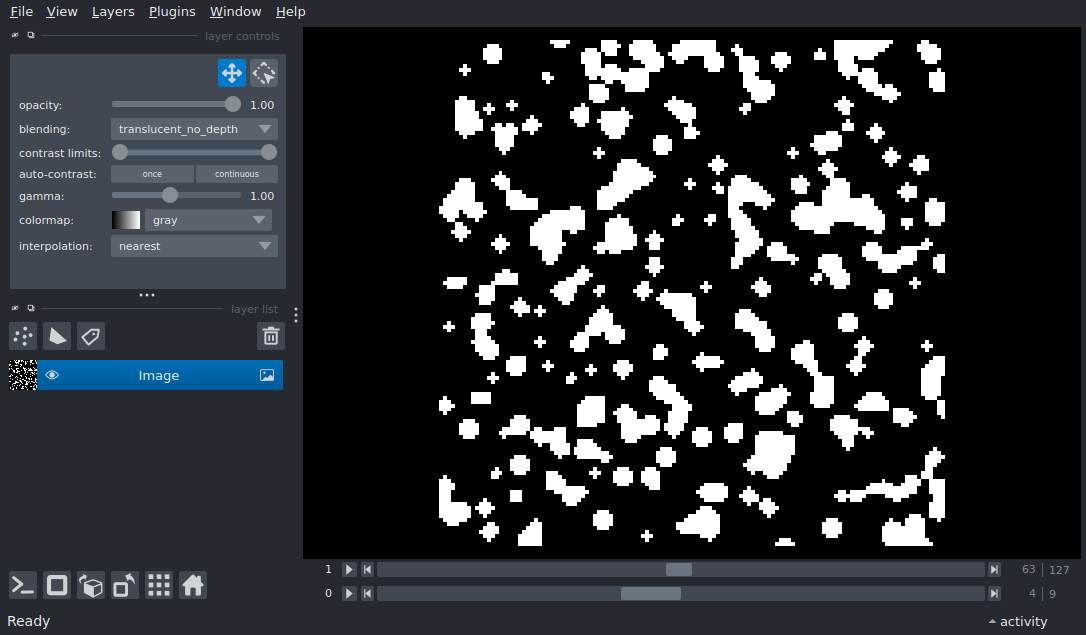 File View Layers Plugins Window Help
layer controls
opacity: 1.00
blending: translucent_no_depth
contrast limits:
auto-contrast: once continuous
gamma: 1.00
colormap: gray
interpolation: nearest
layer list
Image
1 63 127
0 4 9
Ready activity